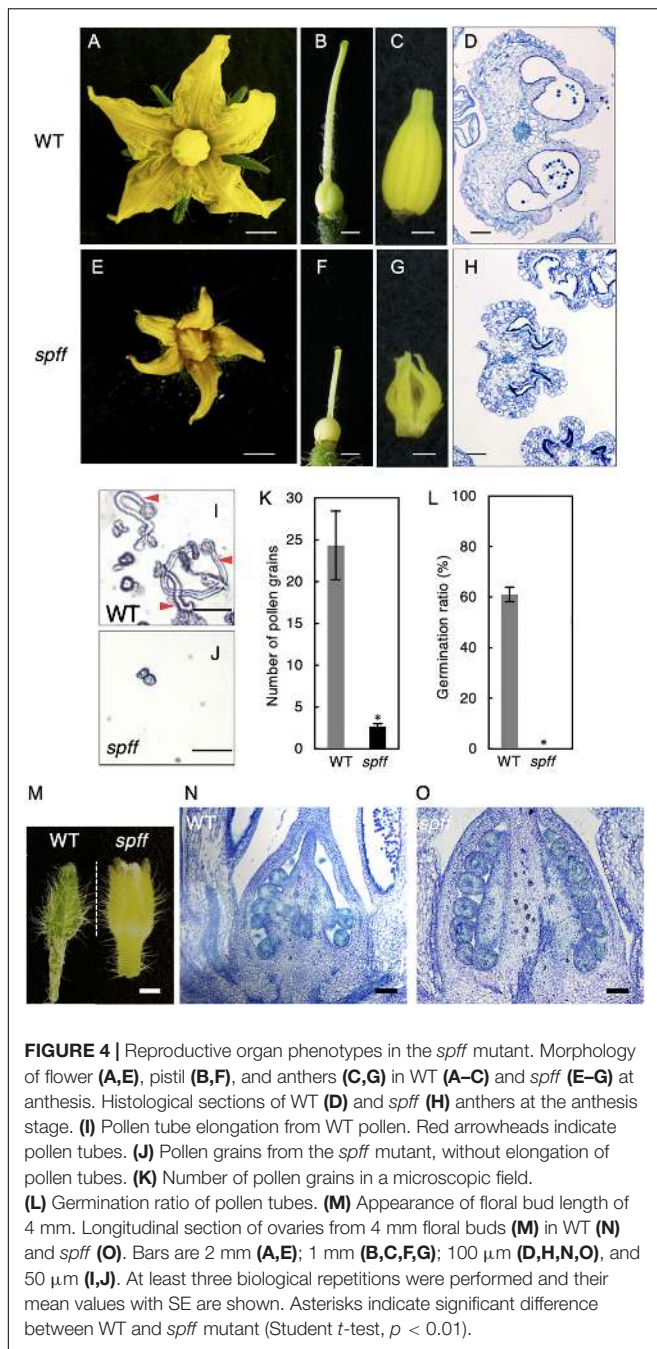 A
B
C
D
WT
E
F
G
H
spff
I
WT
J
spff
K
30
25
20
15
10
5
0
Number of pollen grains
*
WT spff
L
100
80
60
40
20
0
Germination ratio (%)
*
WT spff
M
WT spff
N
WT
O
spff
FIGURE 4 | Reproductive organ phenotypes in the spff mutant. Morphology
of flower (A,E), pistil (B,F), and anthers (C,G) in WT (A–C) and spff (E–G) at
anthesis. Histological sections of WT (D) and spff (H) anthers at the anthesis
stage. (I) Pollen tube elongation from WT pollen. Red arrowheads indicate
pollen tubes. (J) Pollen grains from the spff mutant, without elongation of
pollen tubes. (K) Number of pollen grains in a microscopic field.
(L) Germination ratio of pollen tubes. (M) Appearance of floral bud length of
4 mm. Longitudinal section of ovaries from 4 mm floral buds (M) in WT (N)
and spff (O). Bars are 2 mm (A,E); 1 mm (B,C,F,G); 100 μm (D,H,N,O), and
50 μm (I,J). At least three biological repetitions were performed and their
mean values with SE are shown. Asterisks indicate significant difference
between WT and spff mutant (Student t-test, p < 0.01).